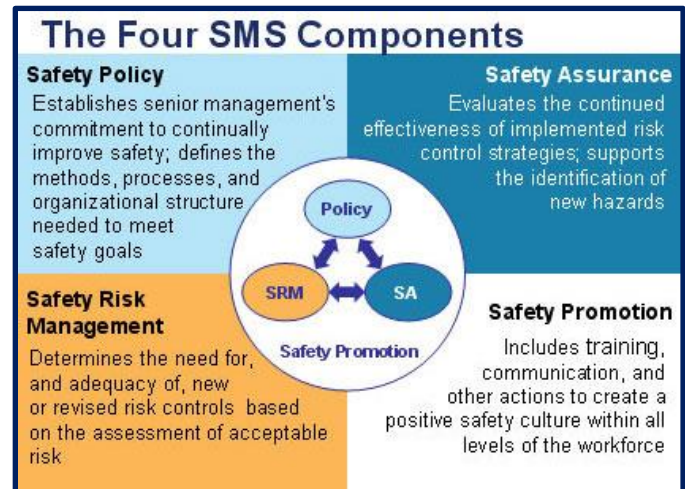 The Four SMS Components
Safety Policy
Establishes senior management's
commitment to continually
improve safety; defines the
methods, processes, and
organizational structure
needed to meet
safety goals
Safety Assurance
Evaluates the continued
effectiveness of implemented risk
control strategies; supports
the identification of
new hazards
Policy
SRM
SA
Safety Promotion
Safety Risk
Management
Determines the need for,
and adequacy of, new
or revised risk controls based
on the assessment of acceptable
risk
Safety Promotion
Includes training,
communication, and
other actions to create a
positive safety culture within all
levels of the workforce